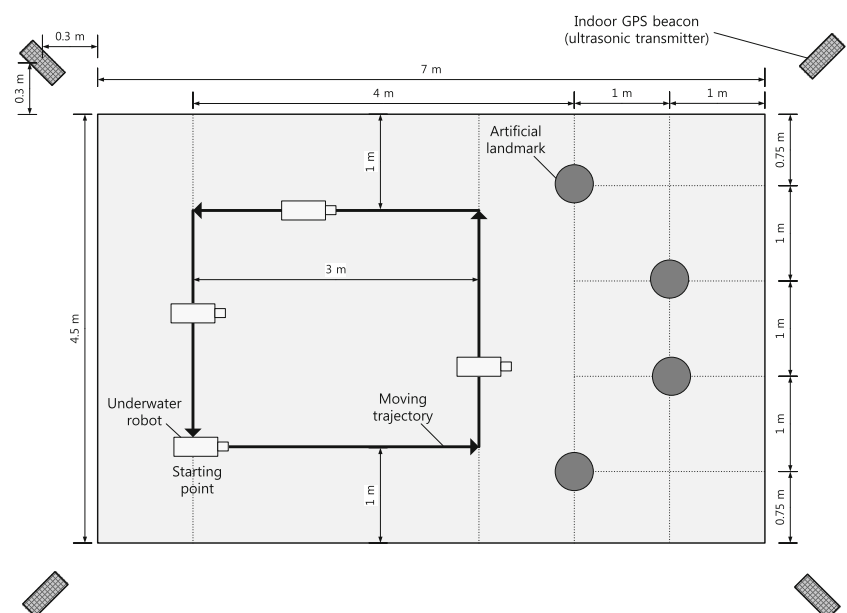 Indoor GPS beacon
(ultrasonic transmitter)
0.3 m
0.3 m
7 m
4 m
1 m
1 m
Artificial
landmark
1 m
0.75 m
1 m
3 m
4.5 m
1 m
Underwater
robot
Moving
trajectory
1 m
Starting
point
1 m
0.75 m